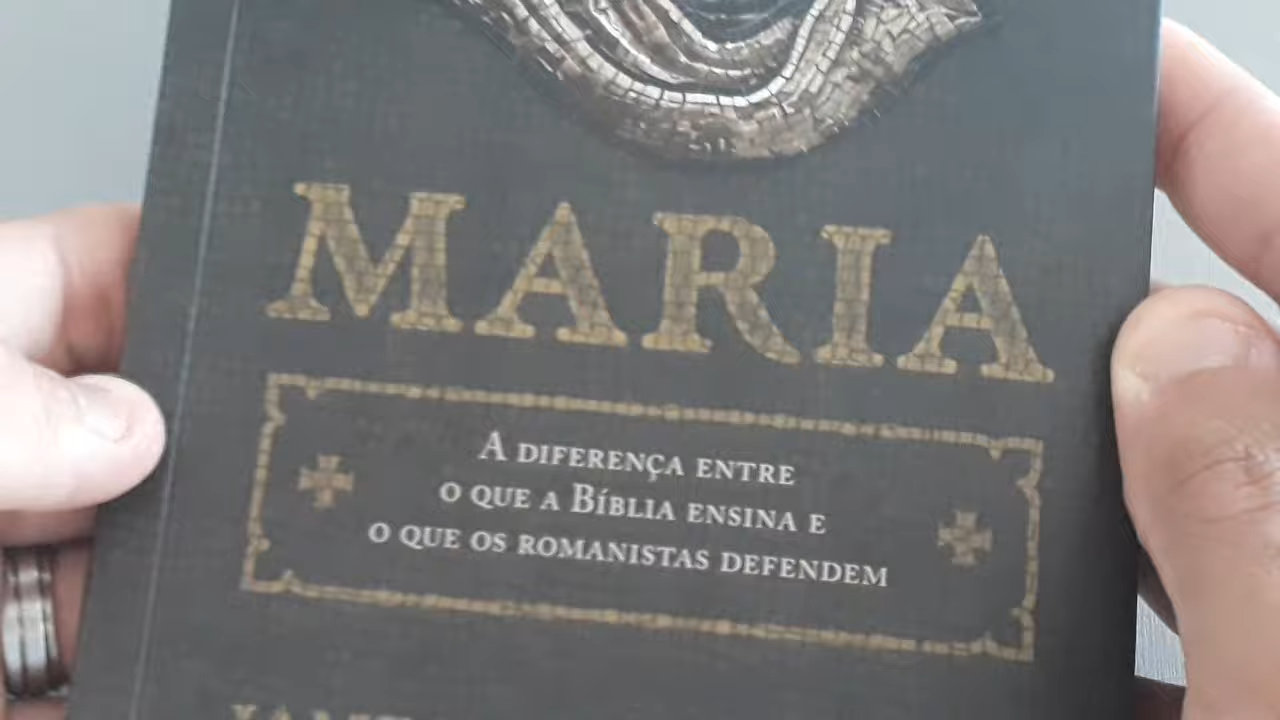 MARIA
A DIFERENÇA ENTRE
O QUE A BÍBLIA ENSINA E
O QUE OS ROMANISTAS DEFENDEM